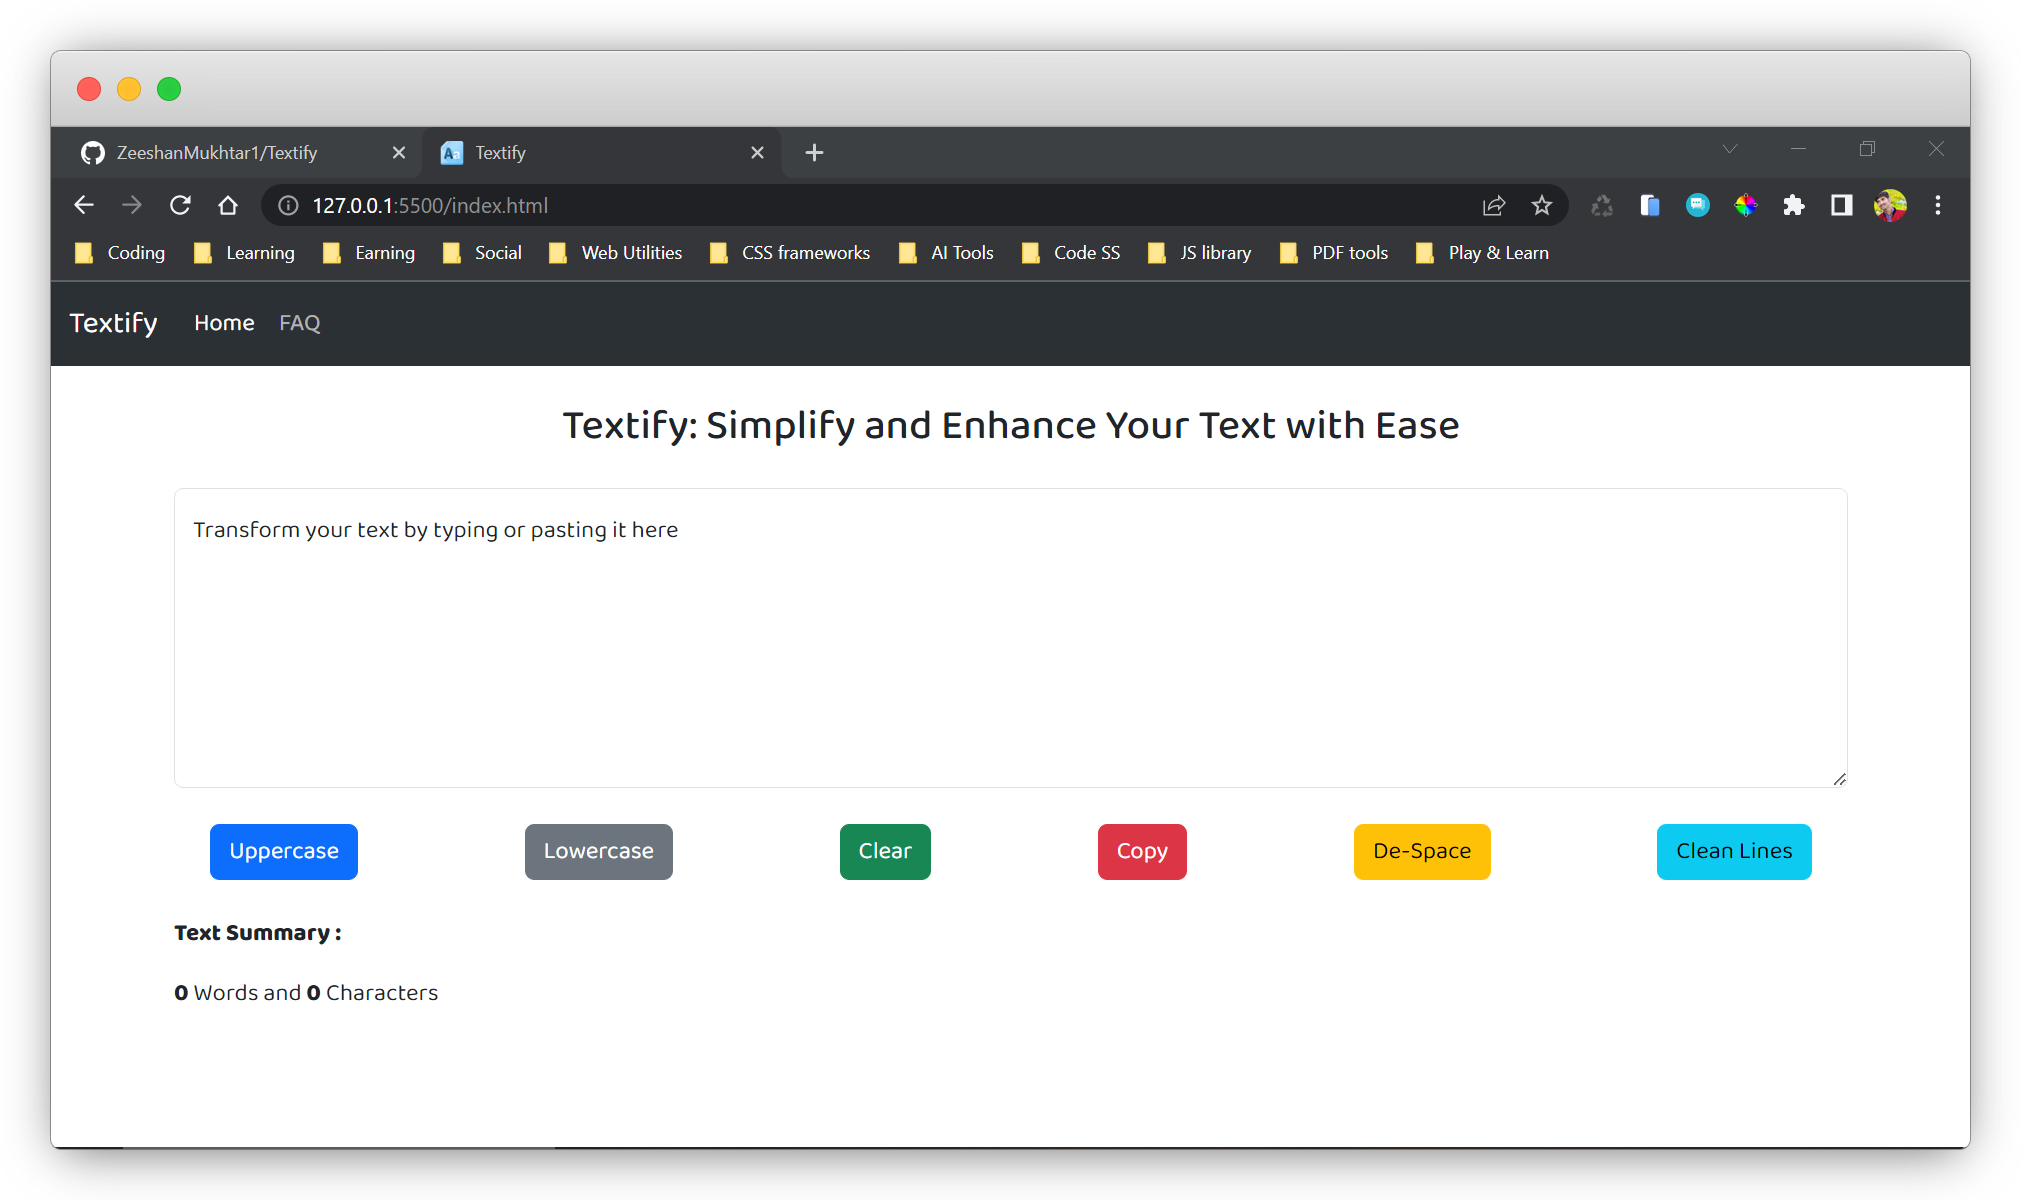 ZeeshanMukhtar1/Textify Textify
127.0.0.1:5500/index.html
Coding Learning Earning Social Web Utilities CSS frameworks AI Tools Code SS JS library PDF tools Play & Learn
Textify Home FAQ
Textify: Simplify and Enhance Your Text with Ease
Transform your text by typing or pasting it here
Uppercase Lowercase Clear Copy De-Space Clean Lines
Text Summary :
0 Words and 0 Characters